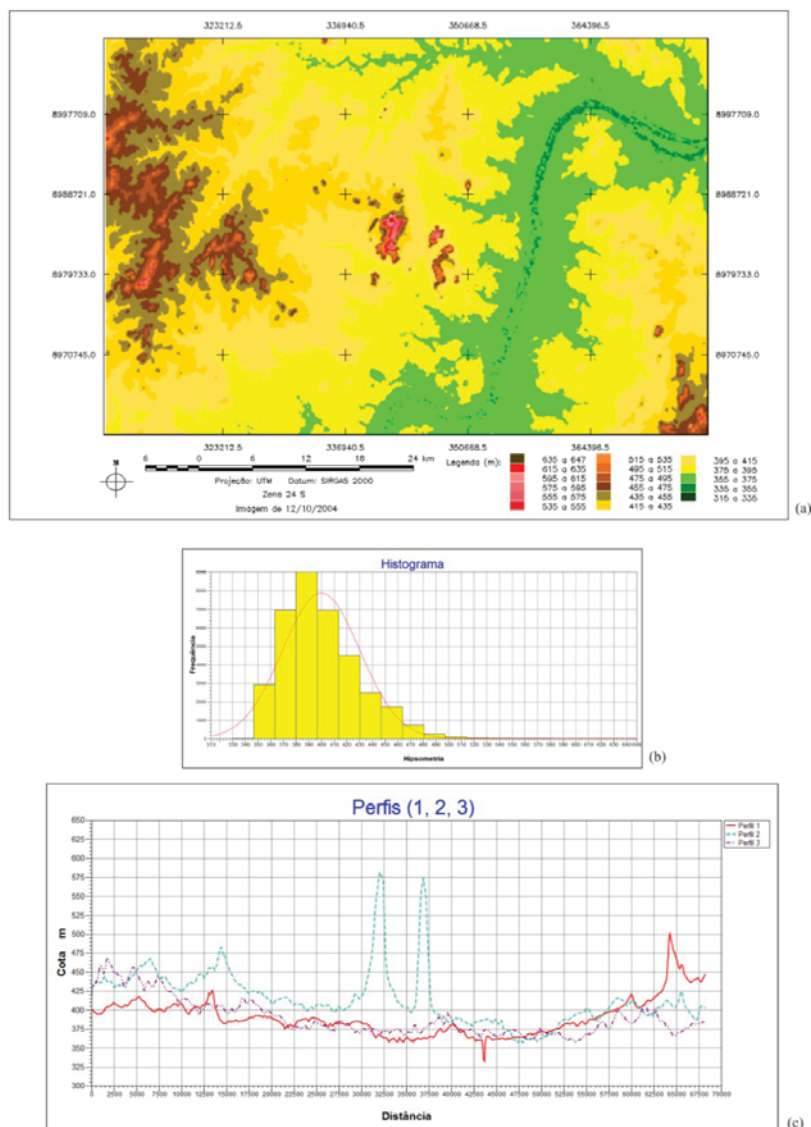 323212.5 336940.5 350668.5 364396.5
8997709.0 8997709.0
8988721.0 8988721.0
8979733.0 8979733.0
8970745.0 8970745.0
323212.5 336940.5 350668.5 364396.5
6 0 6 12 18 24 km
N
Projeção: UTM Datum: SIRGAS 2000
Zona 24 S
Imagem de 12/10/2004
Legenda (m):
635 a 647
615 a 635
595 a 615
575 a 595
555 a 575
535 a 555
515 a 535
495 a 515
475 a 495
455 a 475
435 a 455
415 a 435
395 a 415
375 a 395
355 a 375
335 a 355
316 a 335
(a)
Histograma
Frequência
Hipsometria
(b)
Perfis (1, 2, 3)
Perfil 1
Perfil 2
Perfil 3
Cota m
650
625
600
575
550
525
500
475
450
425
400
375
350
325
300
0 2500 5000 7500 10000 12500 15000 17500 20000 22500 25000 27500 30000 32500 35000 37500 40000 42500 45000 47500 50000 52500 55000 57500 60000 62500 65000 67500 70000
Distância
(c)